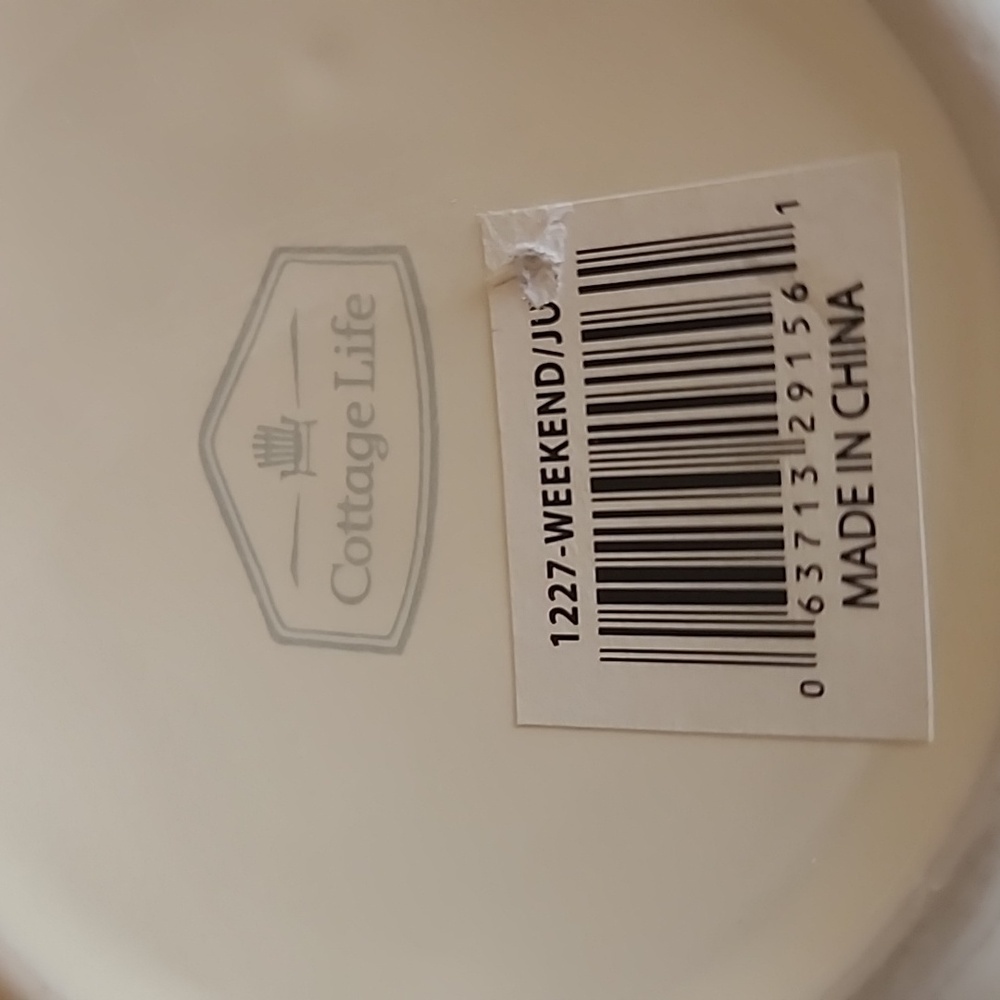 Cottage Life
1227-WEEKEND/JU
0 63713 29156 1
MADE IN CHINA